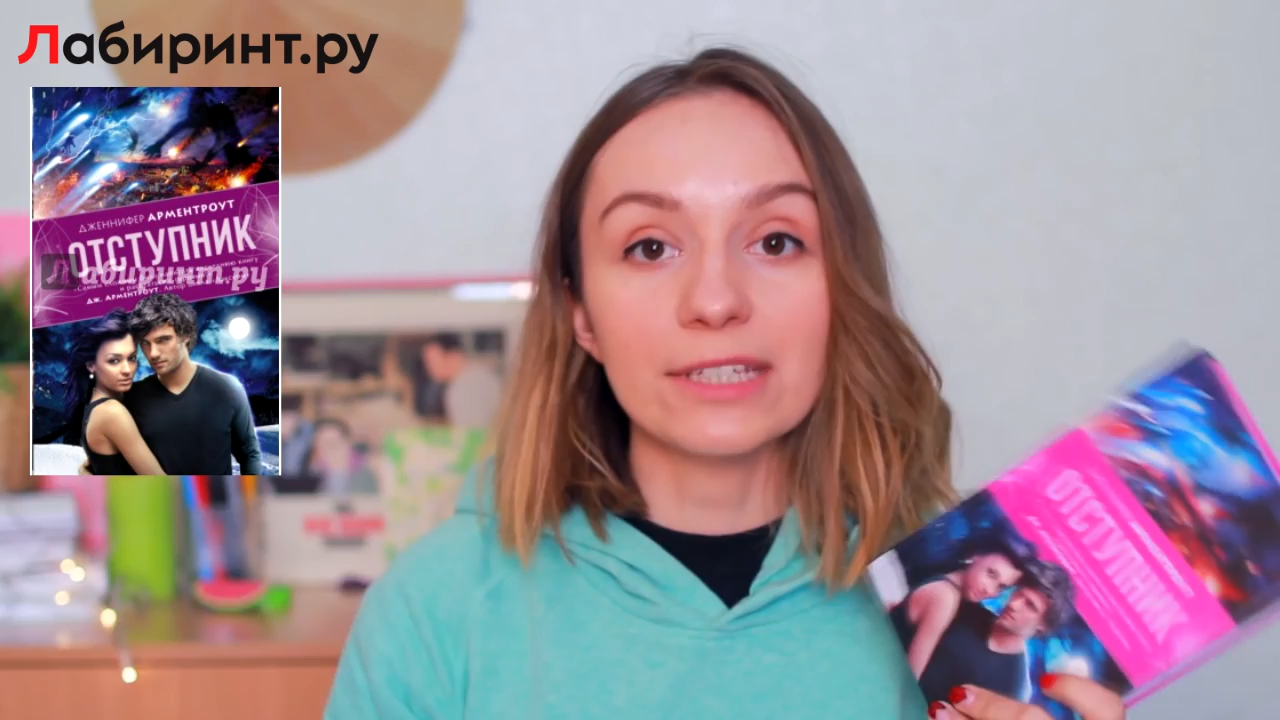 Лабиринт.ру
ДЖЕННИФЕР АРМЕНТРОУТ
ОТСТУПНИК
Лабиринт.ру
ДЖ. АРМЕНТРОУТ.
ОТСТУПНИК